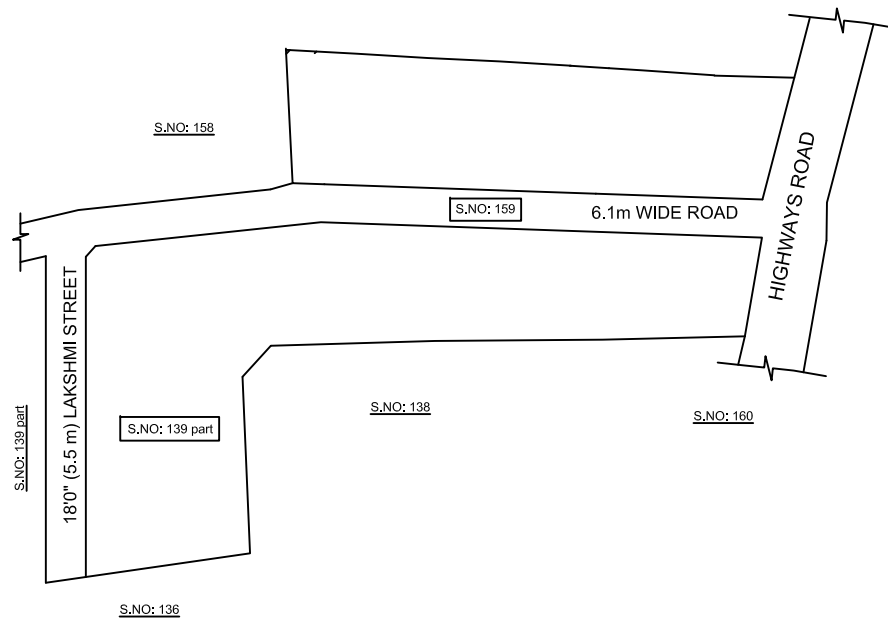 S.NO: 158
S.NO: 159
6.1m WIDE ROAD
HIGHWAYS ROAD
18'0" (5.5 m) LAKSHMI STREET
S.NO: 139 part
S.NO: 139 part
S.NO: 138
S.NO: 160
S.NO: 136